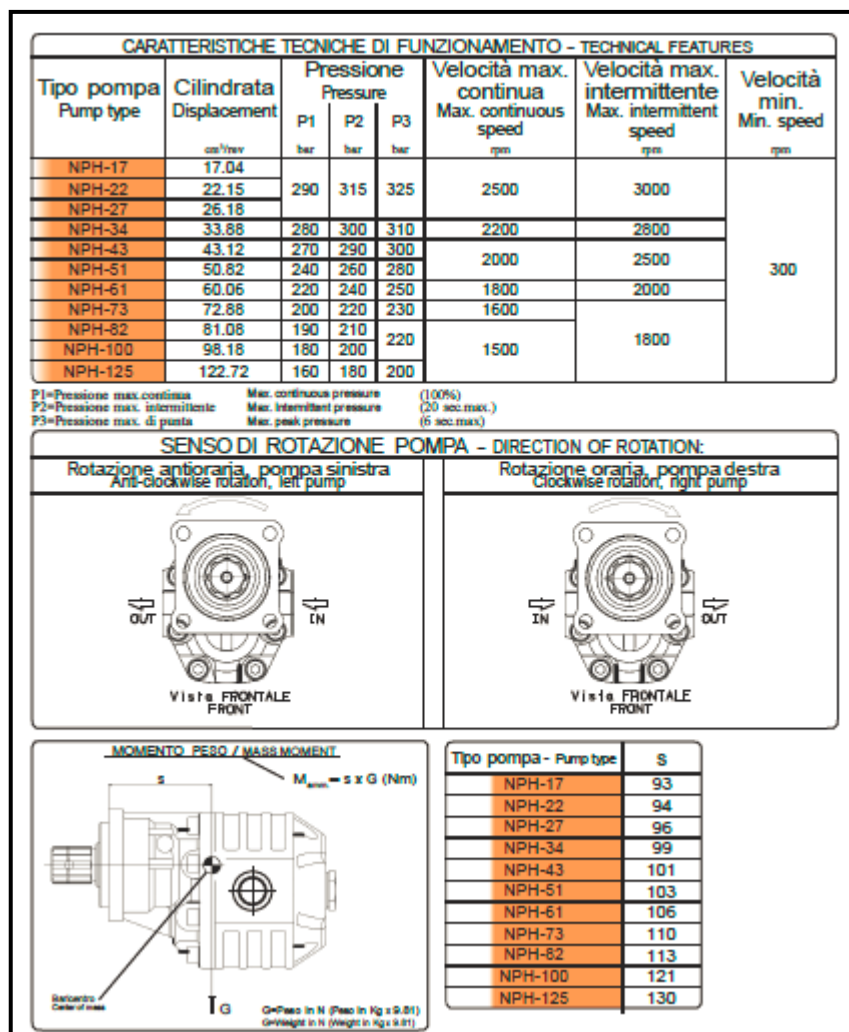 CARATTERISTICHE TECNICHE DI FUNZIONAMENTO - TECHNICAL FEATURES
Tipo pompa Pump type Cilindrata Displacement cm³/rev Pressione Pressure P1 bar P2 bar P3 bar Velocità max. continua Max. continuous speed rpm Velocità max. intermittente Max. intermittent speed rpm Velocità min. Min. speed rpm
NPH-17 17.04
NPH-22 22.15 290 315 325 2500 3000
NPH-27 26.18
NPH-34 33.88 280 300 310 2200 2800
NPH-43 43.12 270 290 300 2000 2500
NPH-51 50.82 240 260 280 300
NPH-61 60.06 220 240 250 1800 2000
NPH-73 72.88 200 220 230 1600
NPH-82 81.08 190 210 220 1800
NPH-100 98.18 180 200 1500
NPH-125 122.72 160 180 200
P1=Pressione max.continua Max. continuous pressure (100%)
P2=Pressione max. intermittente Max. Intermittent pressure (20 sec.max.)
P3=Pressione max. di punta Max. peak pressure (6 sec.max)
SENSO DI ROTAZIONE POMPA - DIRECTION OF ROTATION:
Rotazione antioraria, pompa sinistra
Anti-clockwise rotation, left pump
OUT IN
Vista FRONTALE
FRONT
Rotazione oraria, pompa destra
Clockwise rotation, right pump
IN OUT
Vista FRONTALE
FRONT
MOMENTO PESO / MASS MOMENT
s
= s x G (Nm)
Baricentro
Center of mass
G
G=Peso in N (Peso in Kg x 9.81)
G=Weight in N (Weight in Kg x 9.81)
Tipo pompa - Pump type S
NPH-17 93
NPH-22 94
NPH-27 96
NPH-34 99
NPH-43 101
NPH-51 103
NPH-61 106
NPH-73 110
NPH-82 113
NPH-100 121
NPH-125 130